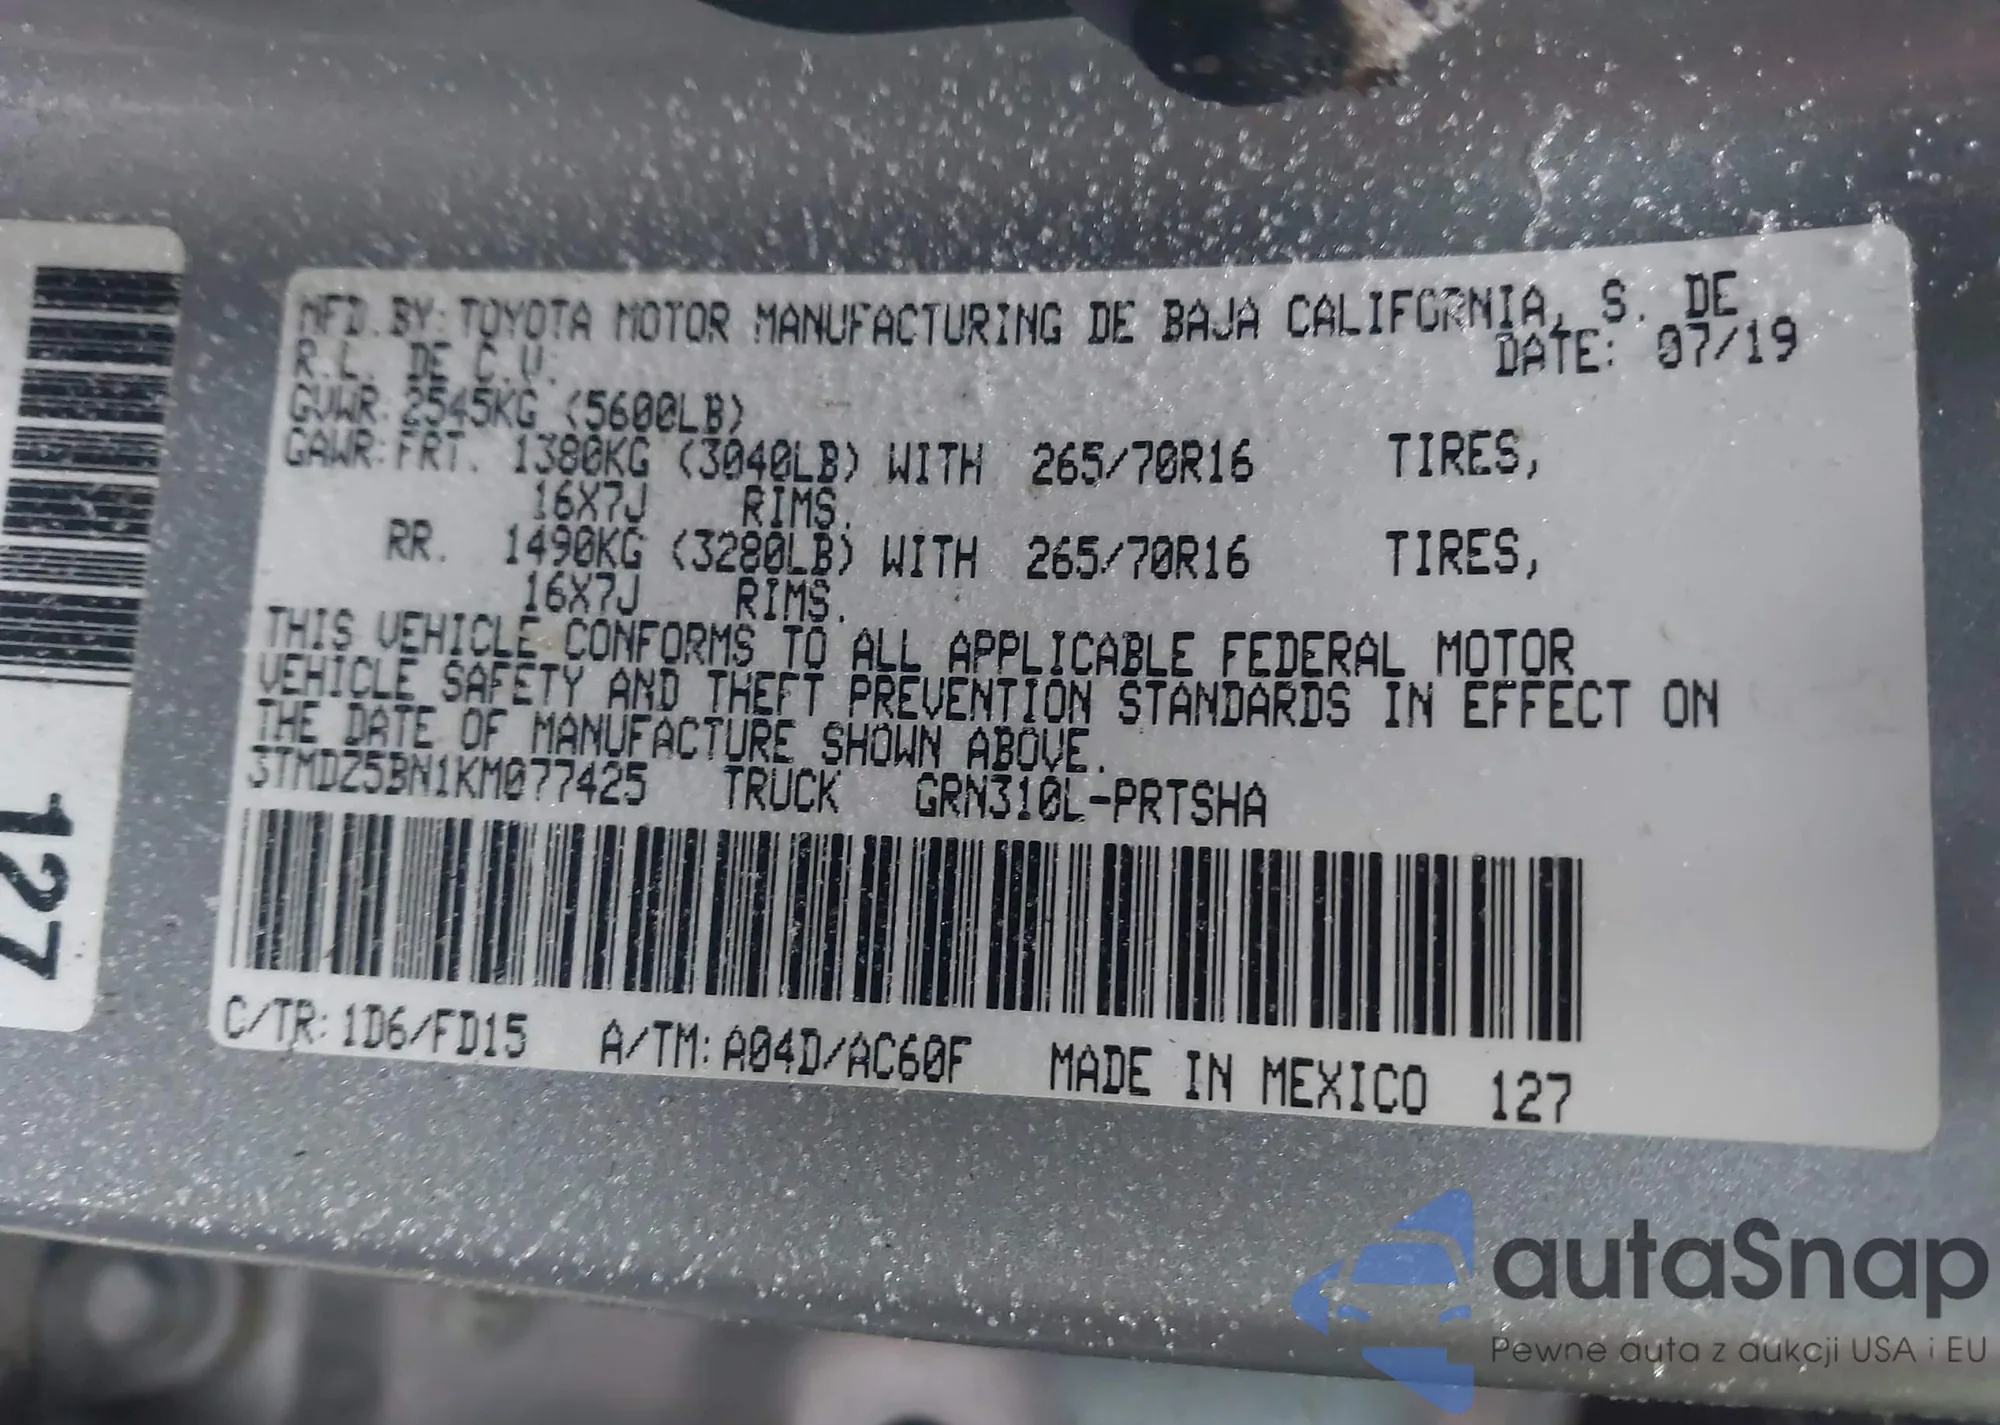 MFD. BY: TOYOTA MOTOR MANUFACTURING DE BAJA CALIFORNIA, S. DE
R.L. DE C.V.
DATE: 07/19
GVWR: 2545KG (5600LB)
GAWR: FRT. 1380KG (3040LB) WITH 265/70R16 TIRES,
16X7J RIMS.
RR. 1490KG (3280LB) WITH 265/70R16 TIRES,
16X7J RIMS.
THIS VEHICLE CONFORMS TO ALL APPLICABLE FEDERAL MOTOR
VEHICLE SAFETY AND THEFT PREVENTION STANDARDS IN EFFECT ON
THE DATE OF MANUFACTURE SHOWN ABOVE.
3TMDZ5BN1KM077425 TRUCK GRN310L-PRTSHA
C/TR: 1D6/FD15 A/TM: A04D/AC60F MADE IN MEXICO 127
127
autaSnap
Pewne auta z aukcji USA i EU